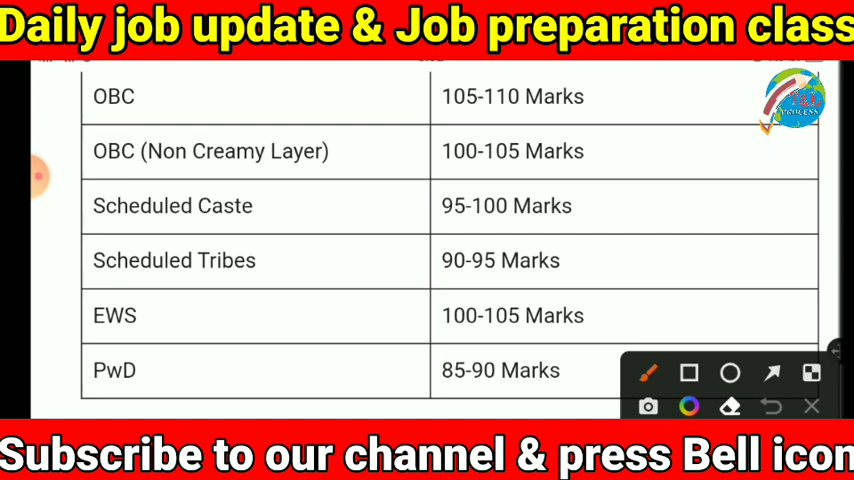 Daily job update & Job preparation class
OBC 105-110 Marks
T&L
PROCESS
OBC (Non Creamy Layer) 100-105 Marks
Scheduled Caste 95-100 Marks
Scheduled Tribes 90-95 Marks
EWS 100-105 Marks
PwD 85-90 Marks
Subscribe to our channel & press Bell icon